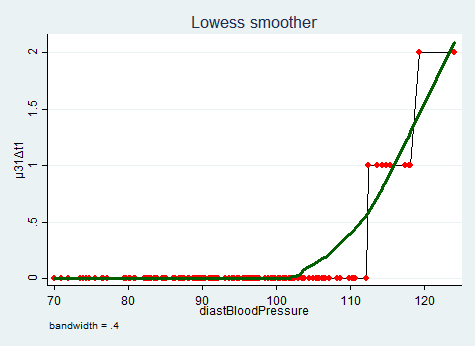 Lowess smoother
μ31Δt1
2
1.5
1
.5
0
70 80 90 100 110 120
diastBloodPressure
bandwidth = .4